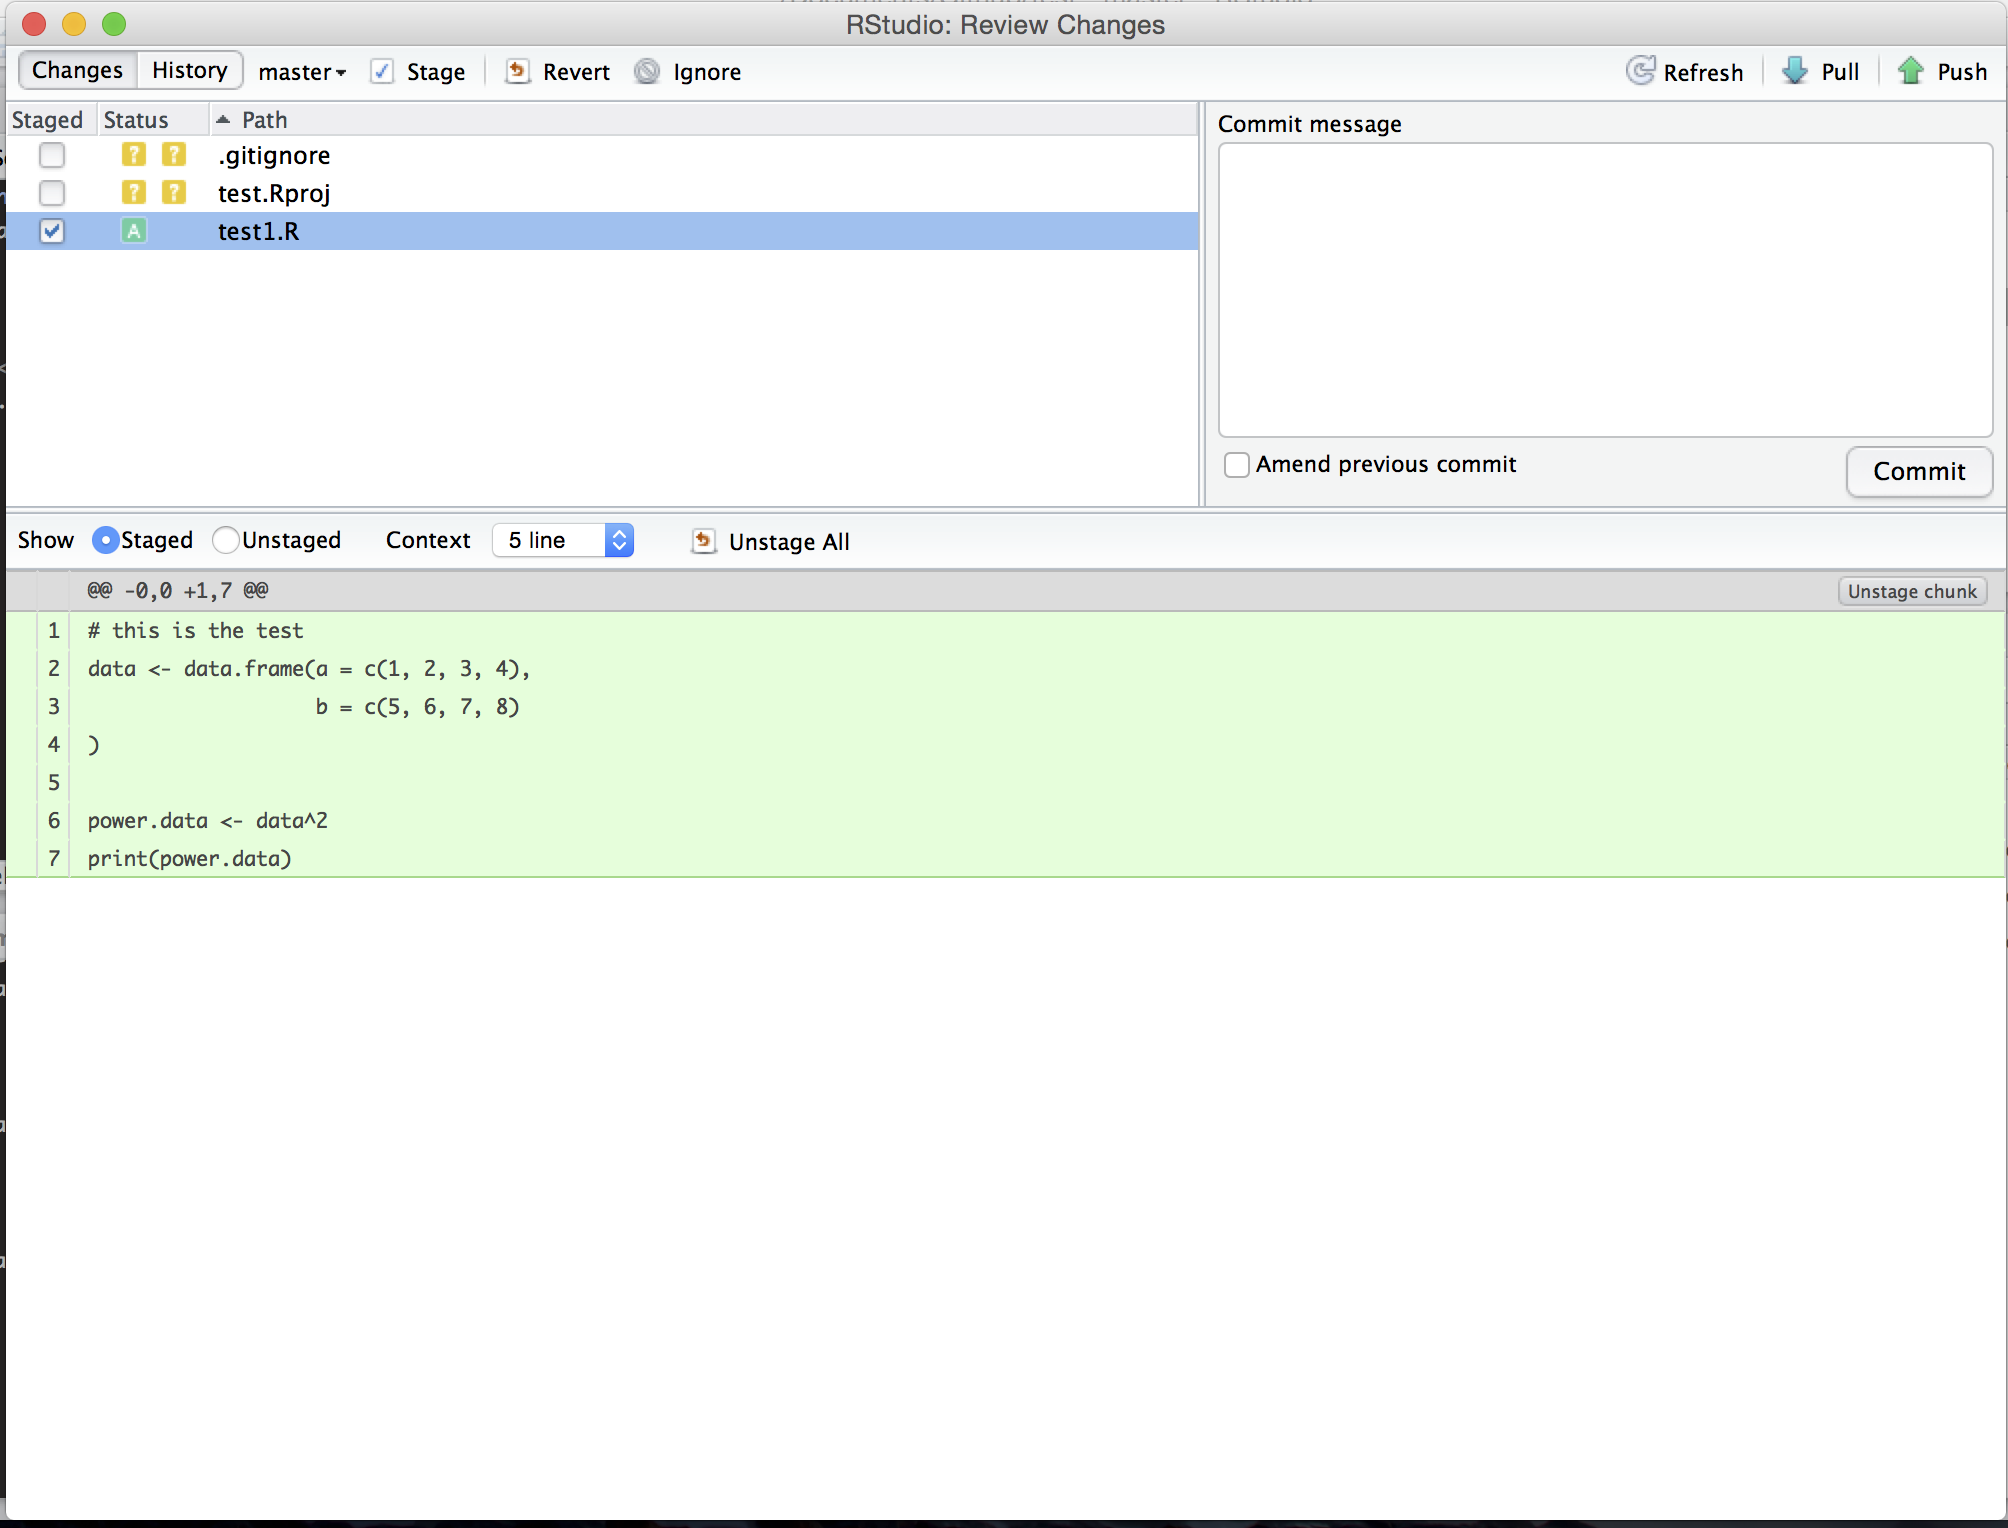 RStudio: Review Changes
Changes History master Stage Revert Ignore Refresh Pull Push
Staged Status Path
? ? .gitignore
? ? test.Rproj
A test1.R
Commit message
Amend previous commit
Commit
Show Staged Unstaged Context 5 line Unstage All
@@ -0,0 +1,7 @@ Unstage chunk
1 # this is the test
2 data <- data.frame(a = c(1, 2, 3, 4),
3                    b = c(5, 6, 7, 8)
4 )
5
6 power.data <- data^2
7 print(power.data)